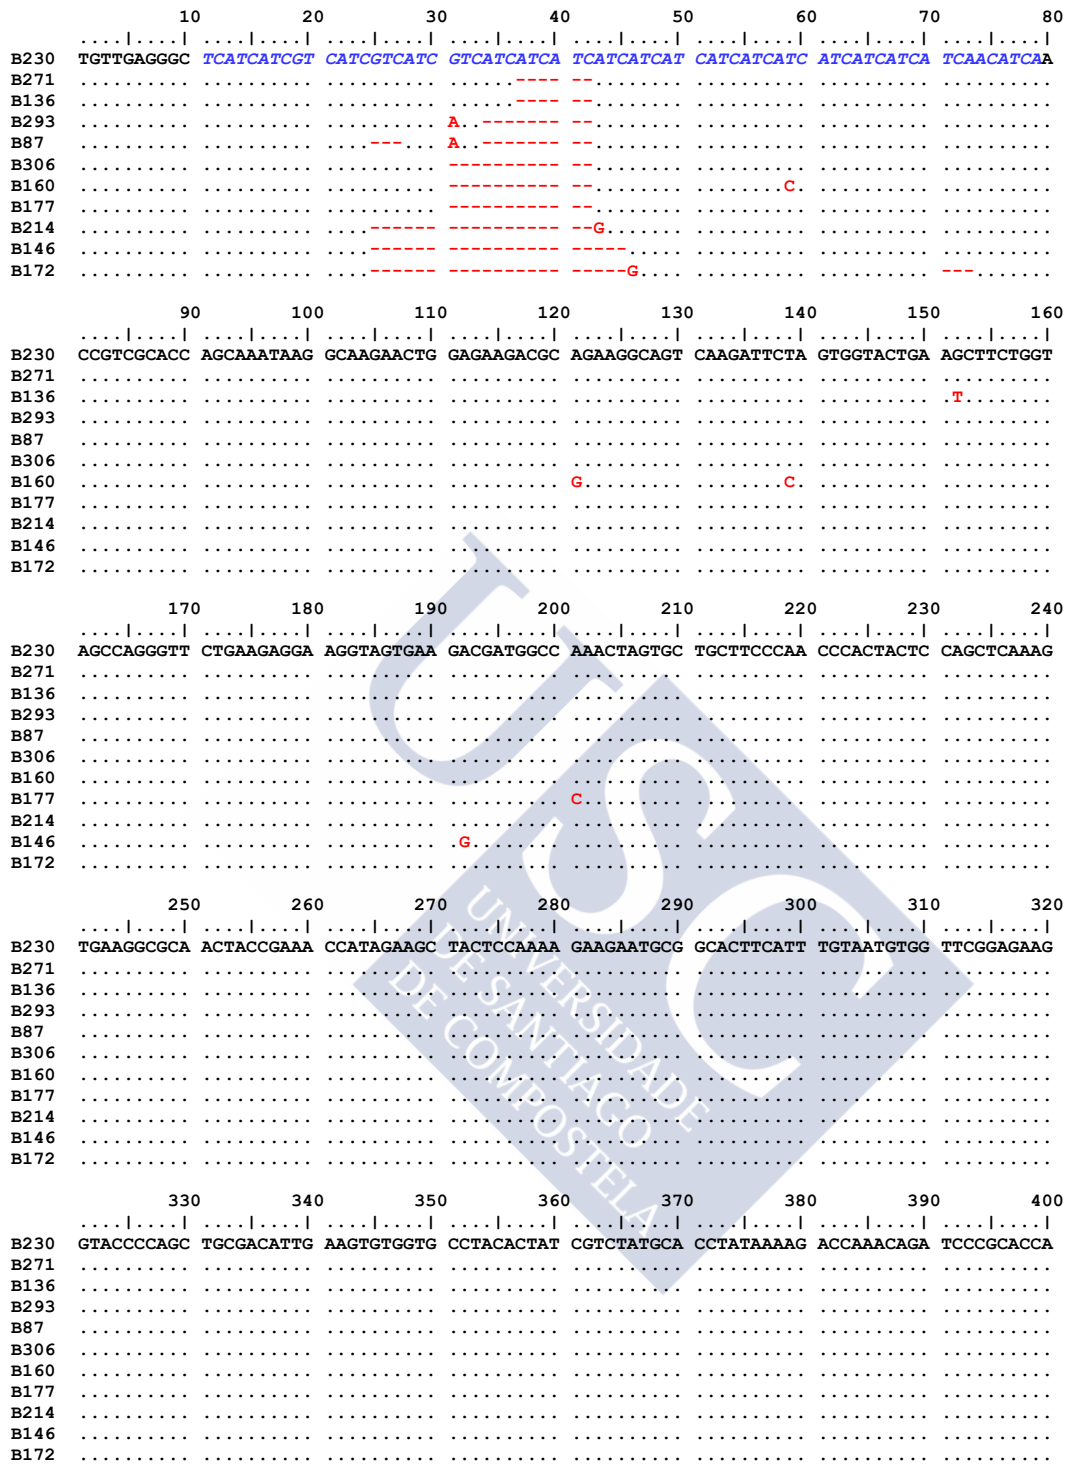 10 20 30 40 50 60 70 80
....|....| ....|....| ....|....| ....|....| ....|....| ....|....| ....|....| ....|....|
B230 TGTTGAGGGC TCATCATCGT CATCGTCATC GTCATCATCA TCATCATCAT CATCATCATC ATCATCATCA TCAACATCAA
B271 .......... .......... .......... ......---- --........ .......... .......... ..........
B136 .......... .......... .......... ......---- --........ .......... .......... ..........
B293 .......... .......... .......... A..------- --........ .......... .......... ..........
B87 .......... .......... ....---... A..------- --........ .......... .......... ..........
B306 .......... .......... .......... ---------- --........ .......... .......... ..........
B160 .......... .......... .......... ---------- --........ ........C. .......... ..........
B177 .......... .......... .......... ---------- --........ .......... .......... ..........
B214 .......... .......... ....------ ---------- --G....... .......... .......... ..........
B146 .......... .......... ....------ ---------- -----..... .......... .......... ..........
B172 .......... .......... ....------ ---------- -----G.... .......... .......... ---.......
90 100 110 120 130 140 150 160
....|....| ....|....| ....|....| ....|....| ....|....| ....|....| ....|....| ....|....|
B230 CCGTCGCACC AGCAAATAAG GCAAGAACTG GAGAAGACGC AGAAGGCAGT CAAGATTCTA GTGGTACTGA AGCTTCTGGT
B271 .......... .......... .......... .......... .......... .......... .......... ..........
B136 .......... .......... .......... .......... .......... .......... .......... .T........
B293 .......... .......... .......... .......... .......... .......... .......... ..........
B87 .......... .......... .......... .......... .......... .......... .......... ..........
B306 .......... .......... .......... .......... .......... .......... .......... ..........
B160 .......... .......... .......... .......... G......... ........C. .......... ..........
B177 .......... .......... .......... .......... .......... .......... .......... ..........
B214 .......... .......... .......... .......... .......... .......... .......... ..........
B146 .......... .......... .......... .......... .......... .......... .......... ..........
B172 .......... .......... .......... .......... .......... .......... .......... ..........
170 180 190 200 210 220 230 240
....|....| ....|....| ....|....| ....|....| ....|....| ....|....| ....|....| ....|....|
B230 AGCCAGGGTT CTGAAGAGGA AGGTAGTGAA GACGATGGCC AAACTAGTGC TGCTTCCCAA CCCACTACTC CAGCTCAAAG
B271 .......... .......... .......... .......... .......... .......... .......... ..........
B136 .......... .......... .......... .......... .......... .......... .......... ..........
B293 .......... .......... .......... .......... .......... .......... .......... ..........
B87 .......... .......... .......... .......... .......... .......... .......... ..........
B306 .......... .......... .......... .......... .......... .......... .......... ..........
B160 .......... .......... .......... .......... .......... .......... .......... ..........
B177 .......... .......... .......... .......... C......... .......... .......... ..........
B214 .......... .......... .......... .......... .......... .......... .......... ..........
B146 .......... .......... .......... .G........ .......... .......... .......... ..........
B172 .......... .......... .......... .......... .......... .......... .......... ..........
250 260 270 280 290 300 310 320
....|....| ....|....| ....|....| ....|....| ....|....| ....|....| ....|....| ....|....|
B230 TGAAGGCGCA ACTACCGAAA CCATAGAAGC TACTCCAAAA GAAGAATGCG GCACTTCATT TGTAATGTGG TTCGGAGAAG
B271 .......... .......... .......... .......... .......... .......... .......... ..........
B136 .......... .......... .......... .......... .......... .......... .......... ..........
B293 .......... .......... .......... .......... .......... .......... .......... ..........
B87 .......... .......... .......... .......... .......... .......... .......... ..........
B306 .......... .......... .......... .......... .......... .......... .......... ..........
B160 .......... .......... .......... .......... .......... .......... .......... ..........
B177 .......... .......... .......... .......... .......... .......... .......... ..........
B214 .......... .......... .......... .......... .......... .......... .......... ..........
B146 .......... .......... .......... .......... .......... .......... .......... ..........
B172 .......... .......... .......... .......... .......... .......... .......... ..........
330 340 350 360 370 380 390 400
....|....| ....|....| ....|....| ....|....| ....|....| ....|....| ....|....| ....|....|
B230 GTACCCCAGC TGCGACATTG AAGTGTGGTG CCTACACTAT CGTCTATGCA CCTATAAAAG ACCAAACAGA TCCCGCACCA
B271 .......... .......... .......... .......... .......... .......... .......... ..........
B136 .......... .......... .......... .......... .......... .......... .......... ..........
B293 .......... .......... .......... .......... .......... .......... .......... ..........
B87 .......... .......... .......... .......... .......... .......... .......... ..........
B306 .......... .......... .......... .......... .......... .......... .......... ..........
B160 .......... .......... .......... .......... .......... .......... .......... ..........
B177 .......... .......... .......... .......... .......... .......... .......... ..........
B214 .......... .......... .......... .......... .......... .......... .......... ..........
B146 .......... .......... .......... .......... .......... .......... .......... ..........
B172 .......... .......... .......... .......... .......... .......... .......... ..........
USC
UNIVERSIDADE
DE SANTIAGO
DE COMPOSTELA